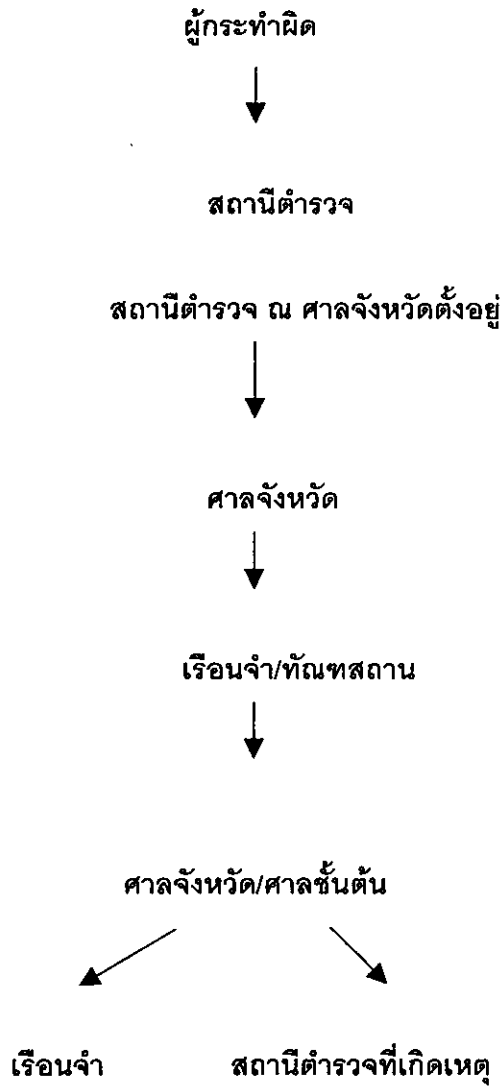 ผู้กระทำผิด
สถานีตำรวจ
สถานีตำรวจ ณ ศาลจังหวัดตั้งอยู่
ศาลจังหวัด
เรือนจำ/ทัณฑสถาน
ศาลจังหวัด/ศาลชั้นต้น
เรือนจำ สถานีตำรวจที่เกิดเหตุ